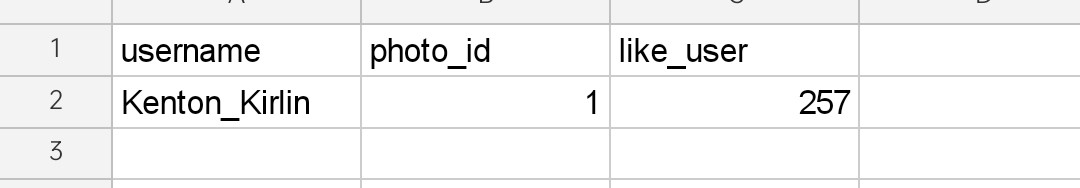 1 username photo_id like_user
2 Kenton_Kirlin 1 257
3